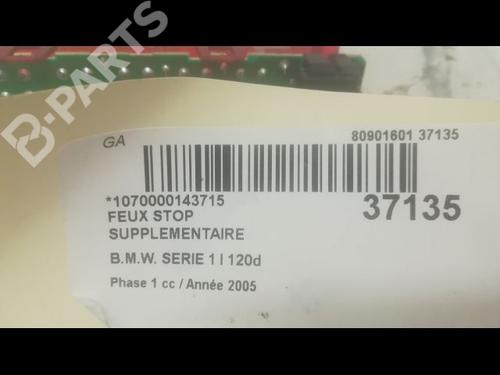 B-PARTS
GA
80901601 37135
*1070000143715
37135
FEUX STOP
SUPPLEMENTAIRE
B.M.W. SERIE 1 I 120d
Phase 1 cc / Année 2005